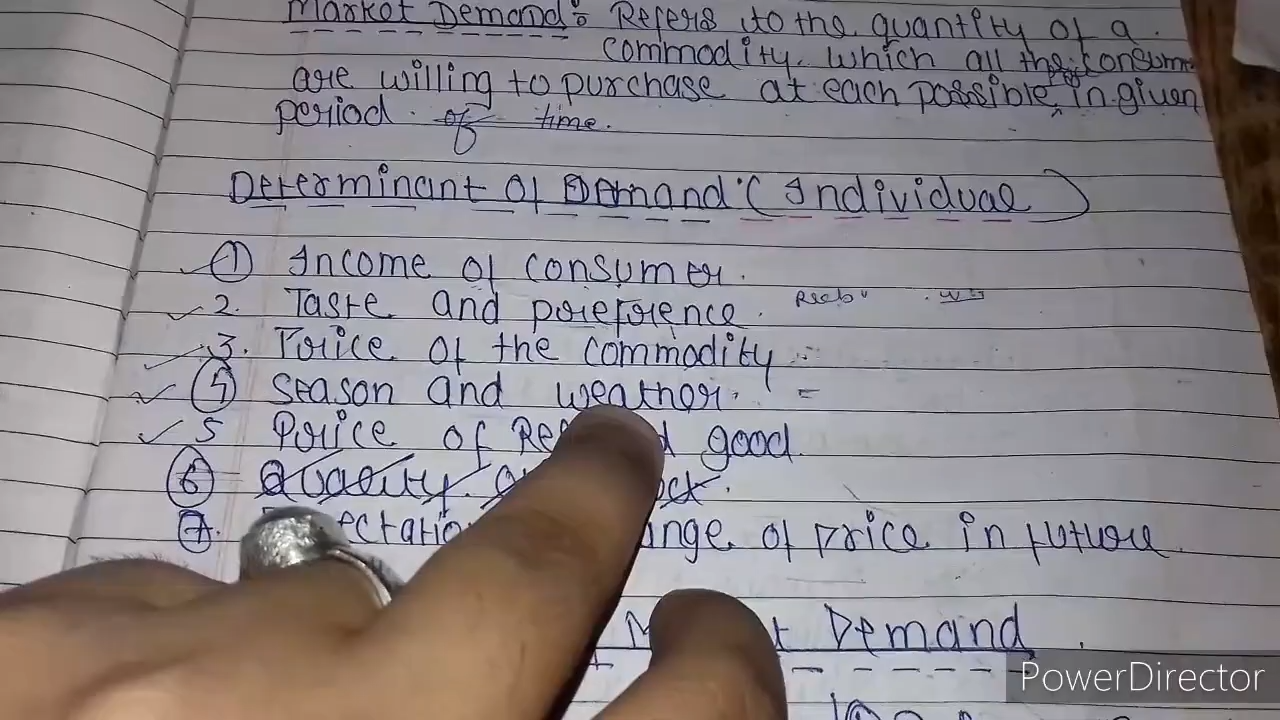 Market Demand: Refers to the quantity of a
commodity which all the consum
are willing to purchase at each possible in given
period of time.
Determinant of Demand (Individual)
1 Income of consumer.
2. Taste and preference.
3. Price of the commodity
4 Season and weather. =
5 Price of good
6
7. of price in future
Demand
PowerDirector